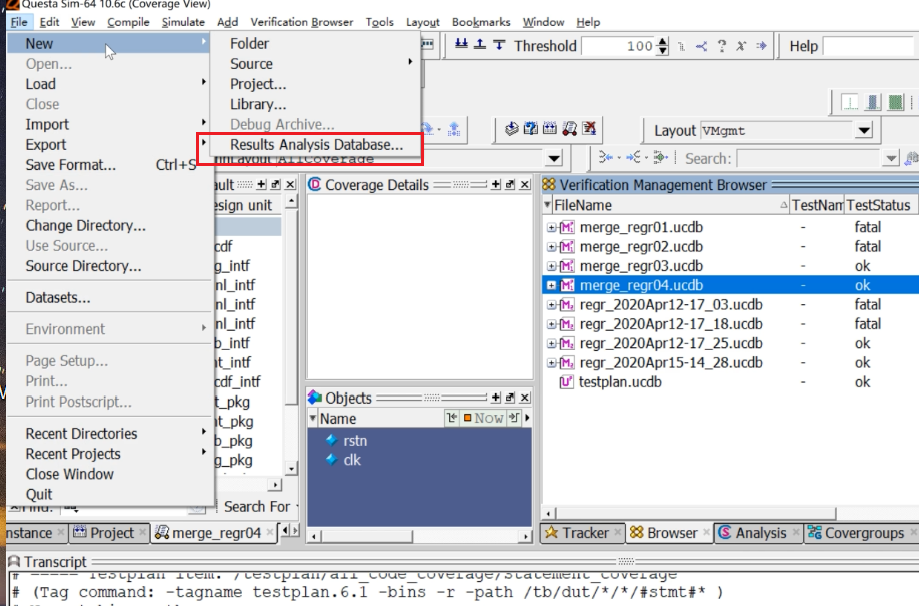 Questa Sim-64 10.6c (Coverage View)
File Edit View Compile Simulate Add Verification Browser Tools Layout Bookmarks Window Help
New
Open...
Load
Close
Import
Export
Save Format... Ctrl+S
Save As...
Report...
Change Directory...
Use Source...
Source Directory...
Datasets...
Environment
Page Setup...
Print...
Print Postscript...
Recent Directories
Recent Projects
Close Window
Quit
Folder
Source
Project...
Library...
Debug Archive...
Results Analysis Database...
Threshold 100 Help
Layout VMgmt
mnLayout AllCoverage
Search:
ault
esign unit
cdf
g_intf
nl_intf
nl_intf
nl_intf
b_intf
t_intf
cdf_intf
t_pkg
nt_pkg
b_pkg
g_pkg
Find: Search For
nstance Project merge_regr04
Coverage Details
Objects
Name Now
rstn
clk
Verification Management Browser
FileName TestNam TestStatus
merge_regr01.ucdb - fatal
merge_regr02.ucdb - fatal
merge_regr03.ucdb - ok
merge_regr04.ucdb - ok
regr_2020Apr12-17_03.ucdb - fatal
regr_2020Apr12-17_18.ucdb - fatal
regr_2020Apr12-17_25.ucdb - ok
regr_2020Apr15-14_28.ucdb - ok
testplan.ucdb - ok
Tracker Browser Analysis Covergroups
Transcript
# ===== Testplan item: /testplan/all_code_coverage/statement_coverage
# (Tag command: -tagname testplan.6.1 -bins -r -path /tb/dut/*/*/#stmt#* )